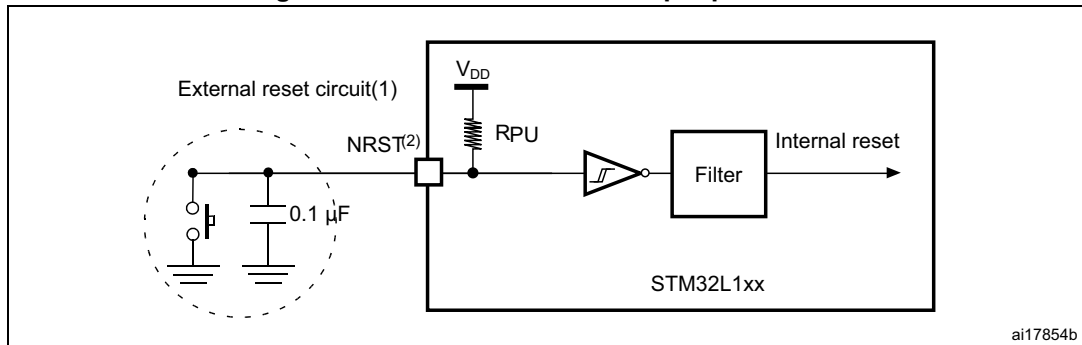 External reset circuit(1)
VDD
NRST(2)
RPU
Internal reset
Filter
0.1 µF
STM32L1xx
ai17854b